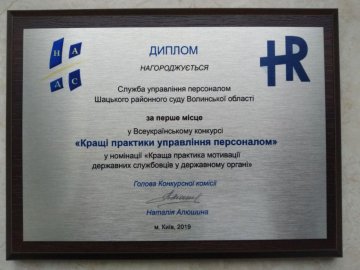 НА
ДС
HR
ДИПЛОМ
НАГОРОДЖУЄТЬСЯ
Служба управління персоналом
Шацького районного суду Волинської області
за перше місце
у Всеукраїнському конкурсі
«Кращі практики управління персоналом»
у номінації «Краща практика мотивації
державних службовців у державному органі»
Голова Конкурсної комісії
Наталія Алюшина
м. Київ, 2019